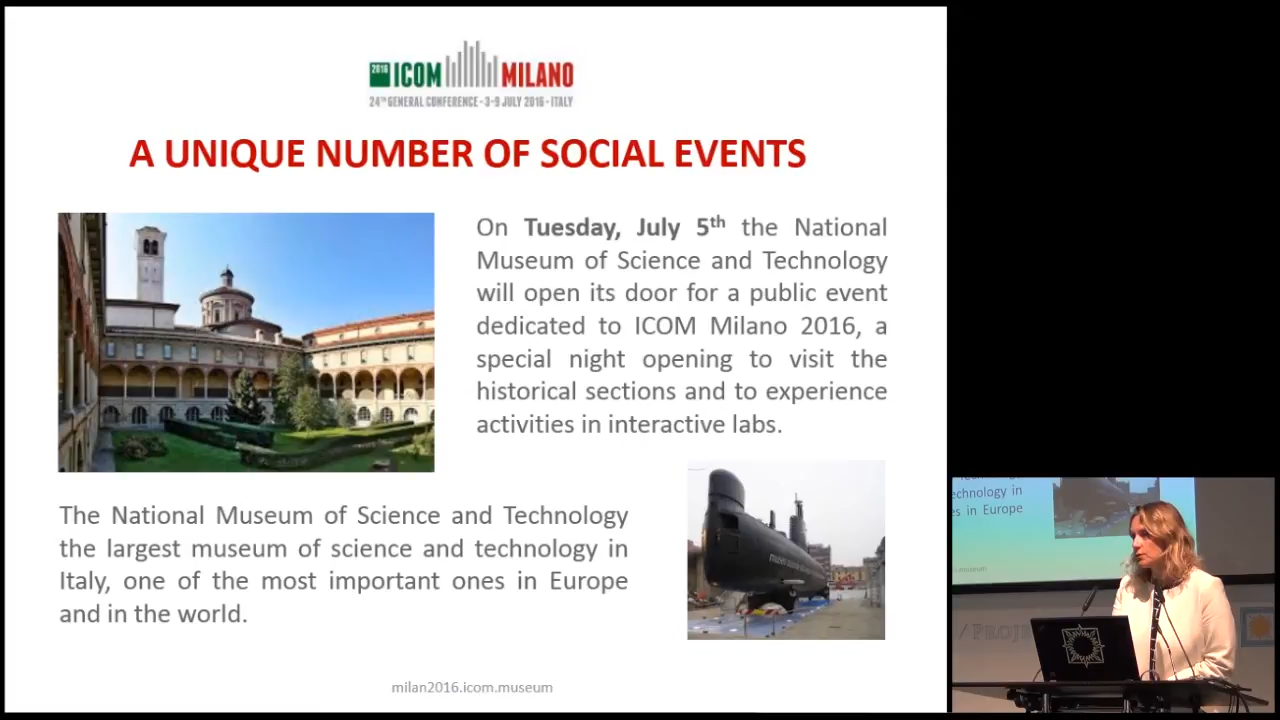 2016 ICOM MILANO
24TH GENERAL CONFERENCE - 3-9 JULY 2016 - ITALY
A UNIQUE NUMBER OF SOCIAL EVENTS
On Tuesday, July 5th the National
Museum of Science and Technology
will open its door for a public event
dedicated to ICOM Milano 2016, a
special night opening to visit the
historical sections and to experience
activities in interactive labs.
The National Museum of Science and Technology
the largest museum of science and technology in
Italy, one of the most important ones in Europe
and in the world.
milan2016.icom.museum
echnology in
es in Europe
museum
/ PROJE